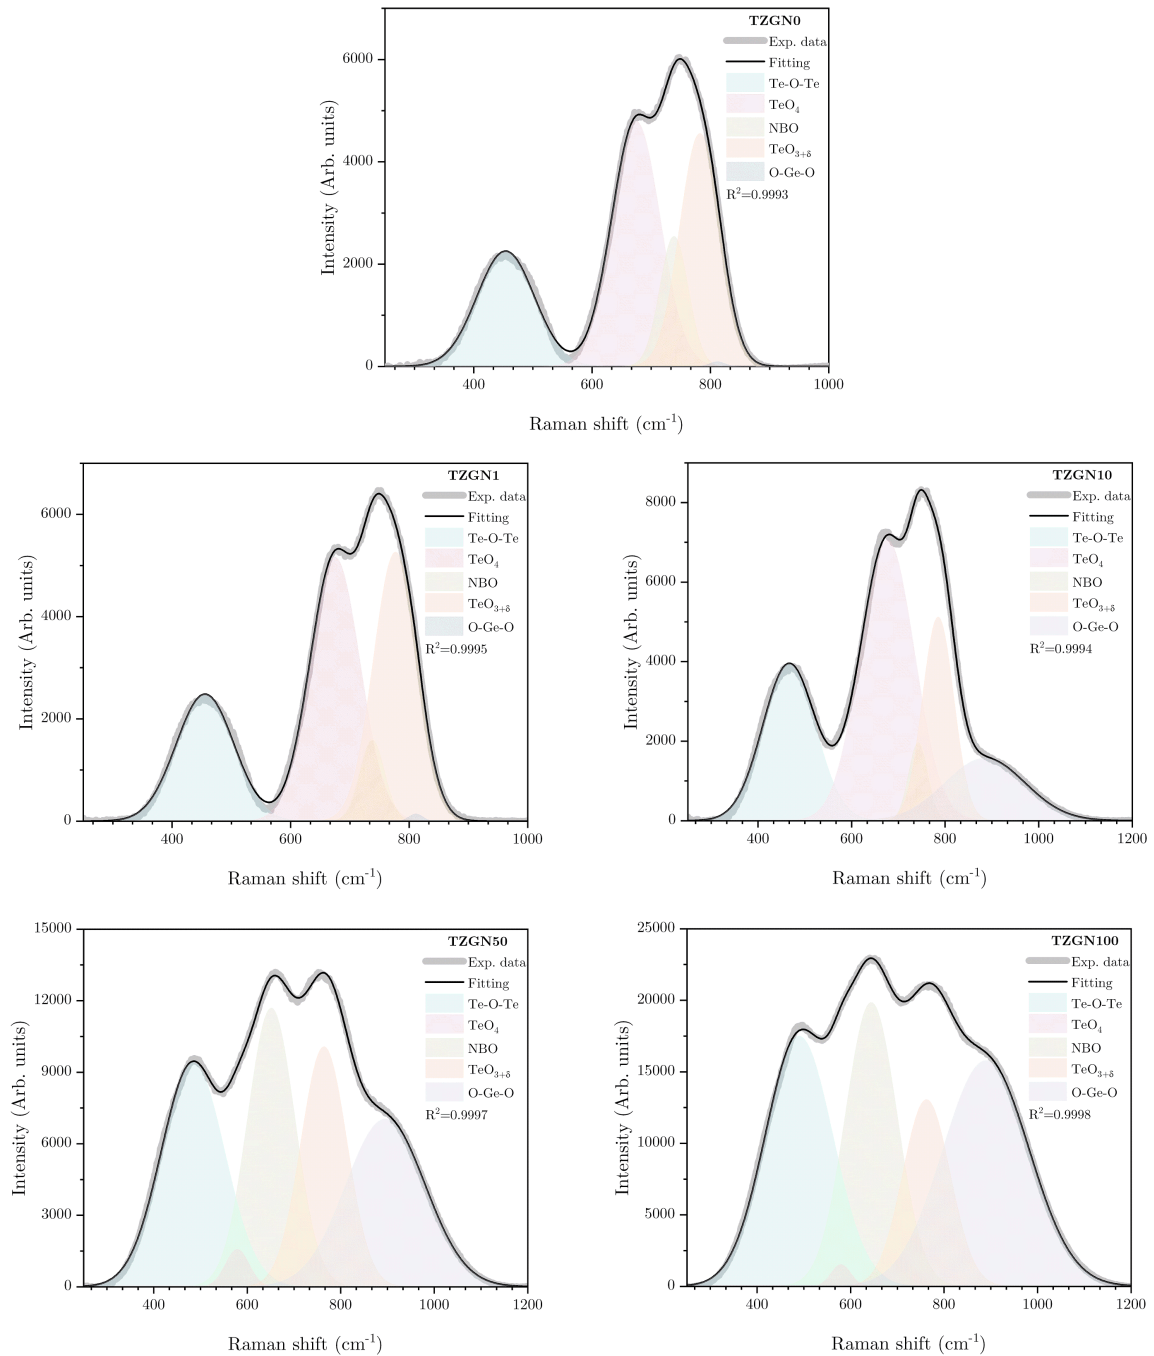 TZGN0
Exp. data
Fitting
Te-O-Te
TeO₄
NBO
TeO₃₊δ
O-Ge-O
R²=0.9993
6000
4000
2000
0
400 600 800 1000
Intensity (Arb. units)
Raman shift (cm⁻¹)
TZGN1
Exp. data
Fitting
Te-O-Te
TeO₄
NBO
TeO₃₊δ
O-Ge-O
R²=0.9995
6000
4000
2000
0
400 600 800 1000
Intensity (Arb. units)
Raman shift (cm⁻¹)
TZGN10
Exp. data
Fitting
Te-O-Te
TeO₄
NBO
TeO₃₊δ
O-Ge-O
R²=0.9994
8000
6000
4000
2000
0
400 600 800 1000 1200
Intensity (Arb. units)
Raman shift (cm⁻¹)
TZGN50
Exp. data
Fitting
Te-O-Te
TeO₄
NBO
TeO₃₊δ
O-Ge-O
R²=0.9997
15000
12000
9000
6000
3000
0
400 600 800 1000 1200
Intensity (Arb. units)
Raman shift (cm⁻¹)
TZGN100
Exp. data
Fitting
Te-O-Te
TeO₄
NBO
TeO₃₊δ
O-Ge-O
R²=0.9998
25000
20000
15000
10000
5000
0
400 600 800 1000 1200
Intensity (Arb. units)
Raman shift (cm⁻¹)